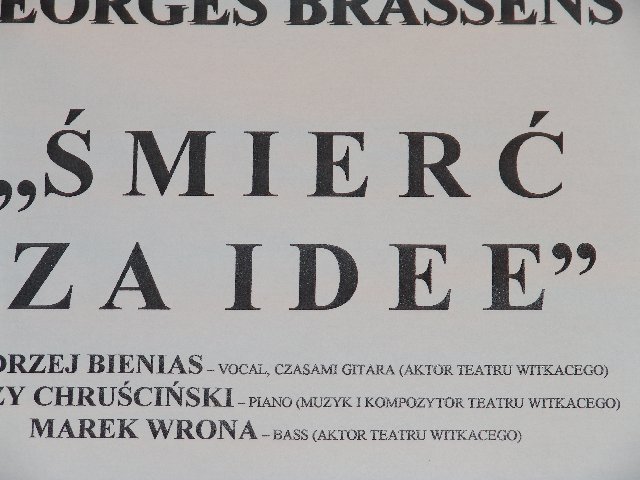 EORGES BRASSENS
„ŚMIERĆ
ZA IDEE”
DRZEJ BIENIAS – VOCAL, CZASAMI GITARA (AKTOR TEATRU WITKACEGO)
ZY CHRUŚCIŃSKI – PIANO (MUZYK I KOMPOZYTOR TEATRU WITKACEGO)
MAREK WRONA – BASS (AKTOR TEATRU WITKACEGO)